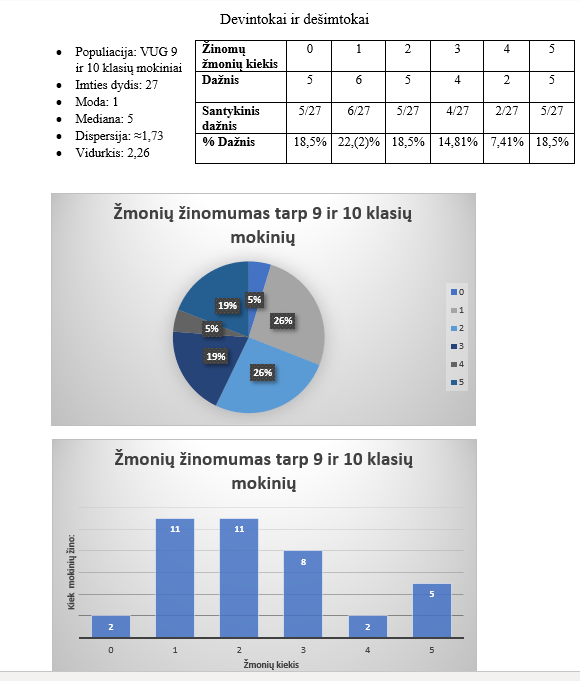 Devintokai ir dešimtokai
• Populiacija: VUG 9
ir 10 klasių mokiniai
• Imties dydis: 27
• Moda: 1
• Mediana: 5
• Dispersija: ≈1,73
• Vidurkis: 2,26
Žinomų žmonių kiekis 0 1 2 3 4 5
Dažnis 5 6 5 4 2 5
Santykinis dažnis 5/27 6/27 5/27 4/27 2/27 5/27
% Dažnis 18,5% 22,(2)% 18,5% 14,81% 7,41% 18,5%
Žmonių žinomumas tarp 9 ir 10 klasių
mokinių
5%
26%
26%
19%
5%
19%
0
1
2
3
4
5
Žmonių žinomumas tarp 9 ir 10 klasių
mokinių
Kiek mokinių žino:
2 11 11 8 2 5
0 1 2 3 4 5
Žmonių kiekis